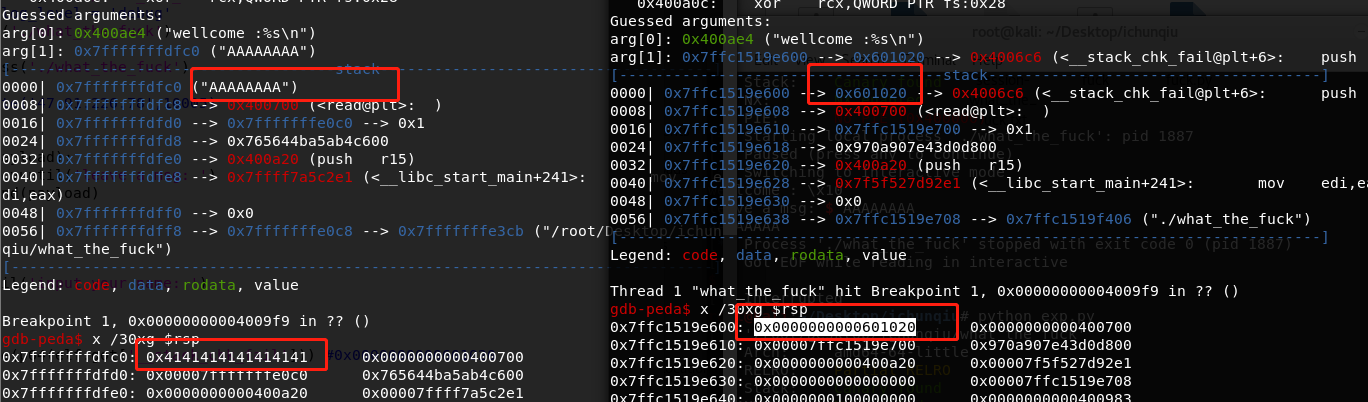 Guessed arguments:
arg[0]: 0x400ae4 ("wellcome :%s\n")
arg[1]: 0x7fffffffdfc0 ("AAAAAAAA")
stack
0000| 0x7fffffffdfc0 ("AAAAAAAA")
0008| 0x7fffffffdfc8 --> 0x400700 (<read@plt>: )
0016| 0x7fffffffdfd0 --> 0x7fffffffe0c0 --> 0x1
0024| 0x7fffffffdfd8 --> 0x765644ba5ab4c600
0032| 0x7fffffffdfe0 --> 0x400a20 (push r15)
0040| 0x7fffffffdfe8 --> 0x7ffff7a5c2e1 (<__libc_start_main+241>:
di,eax)
0048| 0x7fffffffdff0 --> 0x0
0056| 0x7fffffffdff8 --> 0x7fffffffe0c8 --> 0x7fffffffe3cb ("/root/Desktop/ichun
qiu/what_the_fuck")
Legend: code, data, rodata, value
Breakpoint 1, 0x00000000004009f9 in ?? ()
gdb-peda$ x /30xg $rsp
0x7fffffffdfc0: 0x4141414141414141 0x0000000000400700
0x7fffffffdfd0: 0x00007fffffffe0c0 0x765644ba5ab4c600
0x7fffffffdfe0: 0x0000000000400a20 0x00007ffff7a5c2e1
0x400a0c: xor rcx,QWORD PTR fs:0x28
Guessed arguments:
arg[0]: 0x400ae4 ("wellcome :%s\n")
arg[1]: 0x7ffc1519e600 --> 0x601020 --> 0x4006c6 (<__stack_chk_fail@plt+6>: push
[ stack ]
0000| 0x7ffc1519e600 --> 0x601020 --> 0x4006c6 (<__stack_chk_fail@plt+6>: push
0008| 0x7ffc1519e608 --> 0x400700 (<read@plt>: )
0016| 0x7ffc1519e610 --> 0x7ffc1519e700 --> 0x1
0024| 0x7ffc1519e618 --> 0x970a907e43d0d800
0032| 0x7ffc1519e620 --> 0x400a20 (push r15)
0040| 0x7ffc1519e628 --> 0x7f5f527d92e1 (<__libc_start_main+241>: mov edi,ea
0048| 0x7ffc1519e630 --> 0x0
0056| 0x7ffc1519e638 --> 0x7ffc1519e708 --> 0x7ffc1519f406 ("./what_the_fuck")
Legend: code, data, rodata, value
Thread 1 "what_the_fuck" hit Breakpoint 1, 0x00000000004009f9 in ?? ()
gdb-peda$ x /30xg $rsp
0x7ffc1519e600: 0x0000000000601020 0x0000000000400700
0x7ffc1519e610: 0x00007ffc1519e700 0x970a907e43d0d800
0x7ffc1519e620: 0x0000000000400a20 0x00007f5f527d92e1
0x7ffc1519e630: 0x0000000000000000 0x00007ffc1519e708
0x7ffc1519e640: 0x0000000100000000 0x0000000000400983
root@kali: ~/Desktop/ichunqiu